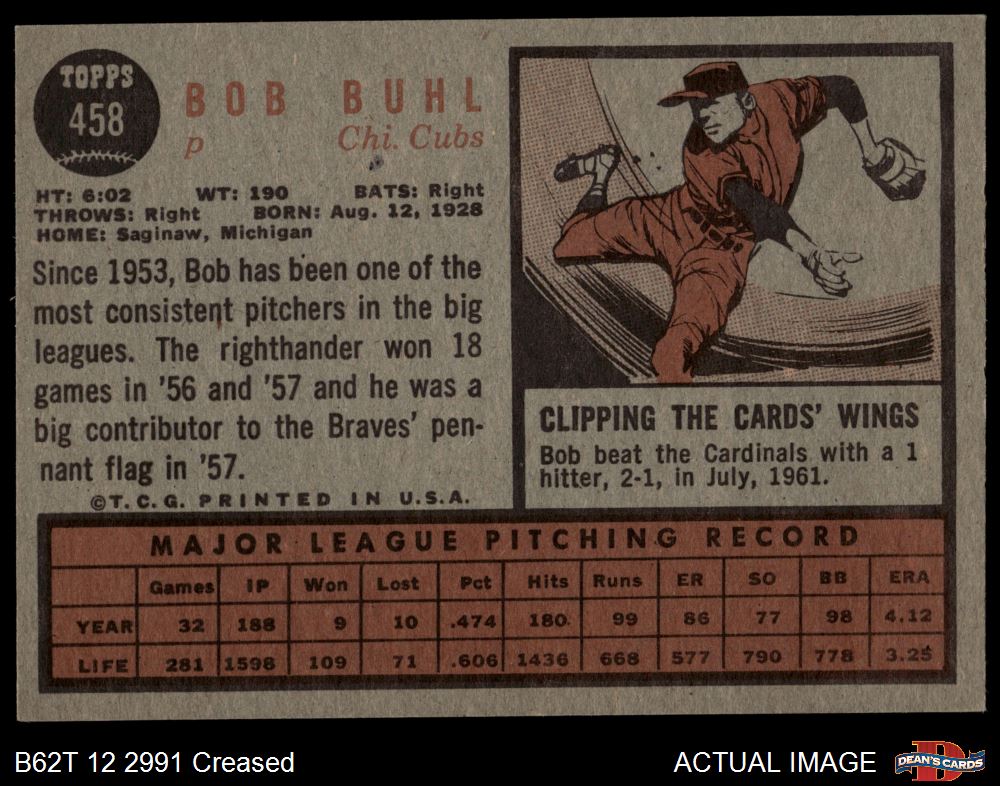 TOPPS
458
BOB BUHL
p Chi. Cubs
HT: 6:02 WT: 190 BATS: Right
THROWS: Right BORN: Aug. 12, 1928
HOME: Saginaw, Michigan
Since 1953, Bob has been one of the
most consistent pitchers in the big
leagues. The righthander won 18
games in '56 and '57 and he was a
big contributor to the Braves' pen-
nant flag in '57.
©T.C.G. PRINTED IN U.S.A.
CLIPPING THE CARDS' WINGS
Bob beat the Cardinals with a 1
hitter, 2-1, in July, 1961.
MAJOR LEAGUE PITCHING RECORD
Games IP Won Lost Pct Hits Runs ER SO BB ERA
YEAR 32 188 9 10 .474 180 99 86 77 98 4.12
LIFE 281 1598 109 71 .606 1436 668 577 790 778 3.25
B62T 12 2991 Creased
ACTUAL IMAGE
D
DEAN'S CARDS